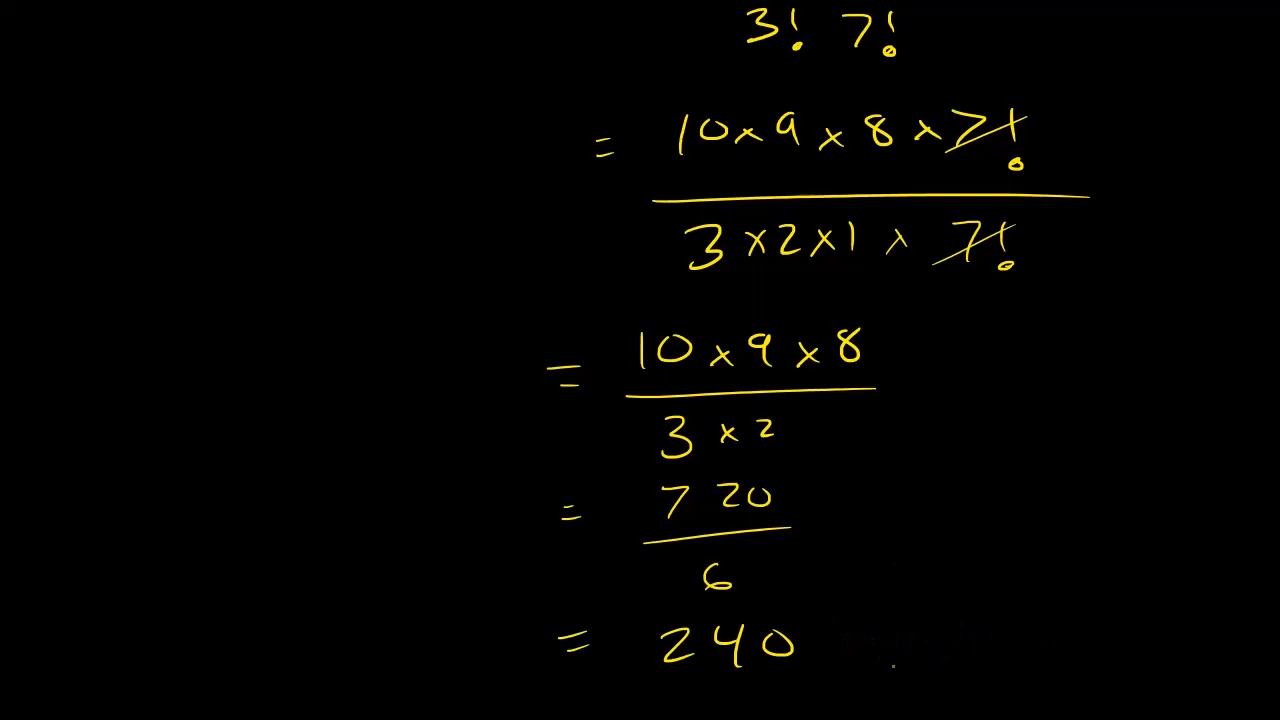 3! 7!
= 10 x 9 x 8 x 7!
3 x 2 x 1 x 7!
= 10 x 9 x 8
3 x 2
= 720
6
= 240